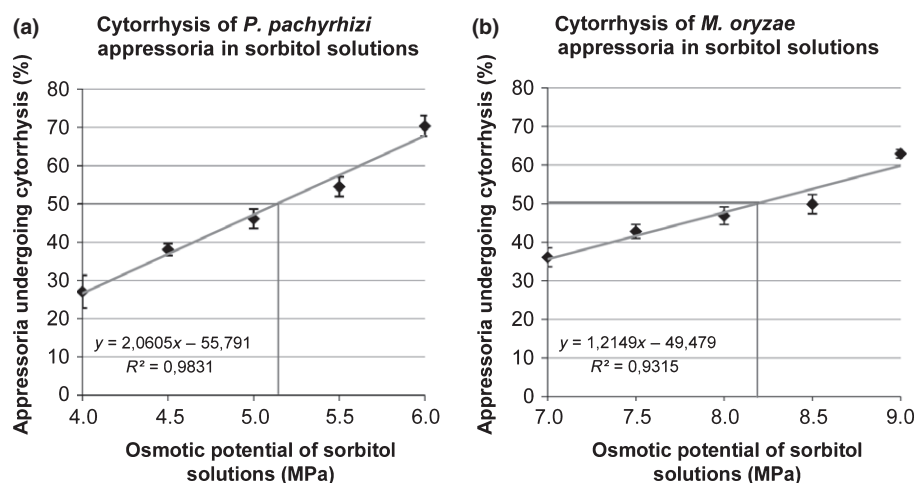 (a)
Cytorrhysis of P. pachyrhizi
appressoria in sorbitol solutions
Appressoria undergoing cytorrhysis (%)
80
70
60
50
40
30
20
10
0
y = 2,0605x – 55,791
R² = 0,9831
4.0 4.5 5.0 5.5 6.0
Osmotic potential of sorbitol
solutions (MPa)
(b)
Cytorrhysis of M. oryzae
appressoria in sorbitol solutions
Appressoria undergoing cytorrhysis (%)
80
70
60
50
40
30
20
10
0
y = 1,2149x – 49,479
R² = 0,9315
7.0 7.5 8.0 8.5 9.0
Osmotic potential of sorbitol
solutions (MPa)